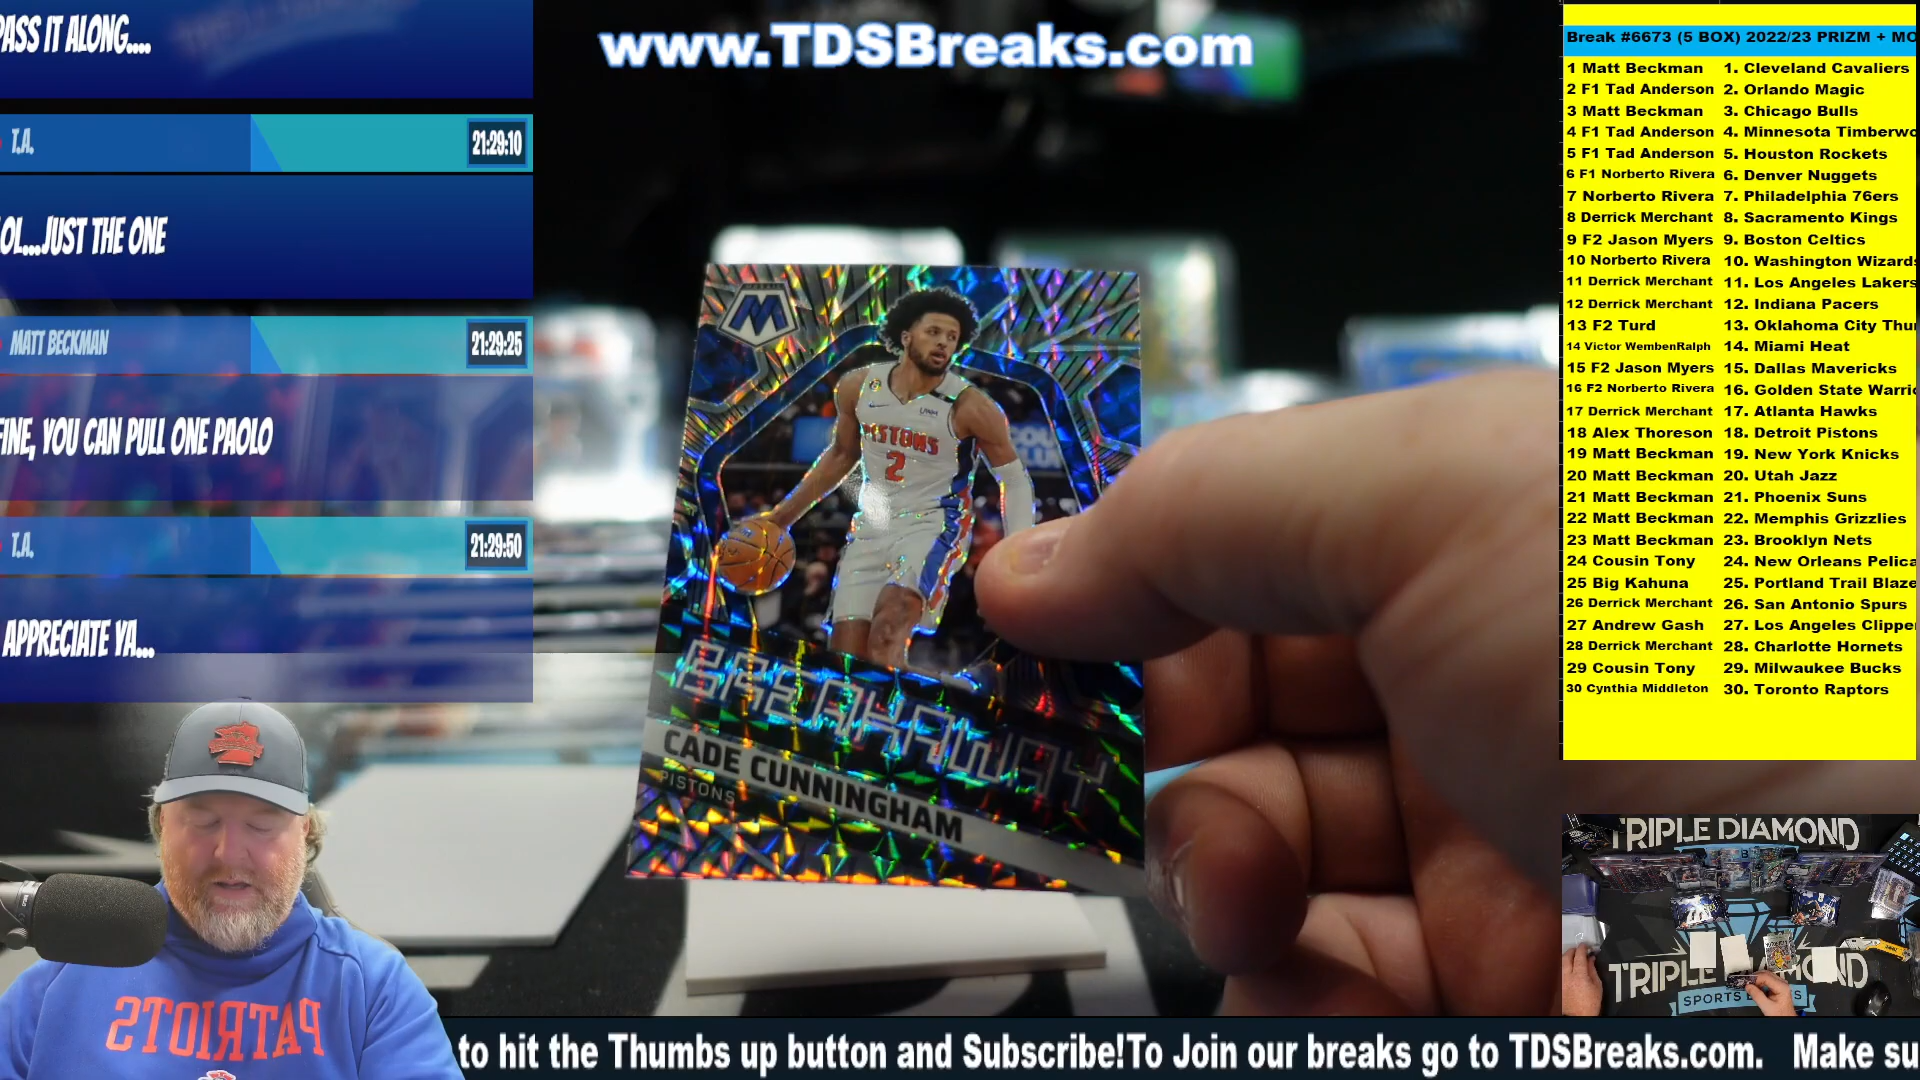 PASS IT ALONG....
T.A.
21:29:10
OL...JUST THE ONE
MATT BECKMAN
21:29:25
FINE, YOU CAN PULL ONE PAOLO
T.A.
21:29:50
APPRECIATE YA...
www.TDSBreaks.com
M
PISTONS
2
BREAKAWAY
CADE CUNNINGHAM
PISTONS
PATRIOTS
Break #6673 (5 BOX) 2022/23 PRIZM + MO
1 Matt Beckman 1. Cleveland Cavaliers
2 F1 Tad Anderson 2. Orlando Magic
3 Matt Beckman 3. Chicago Bulls
4 F1 Tad Anderson 4. Minnesota Timberwo
5 F1 Tad Anderson 5. Houston Rockets
6 F1 Norberto Rivera 6. Denver Nuggets
7 Norberto Rivera 7. Philadelphia 76ers
8 Derrick Merchant 8. Sacramento Kings
9 F2 Jason Myers 9. Boston Celtics
10 Norberto Rivera 10. Washington Wizards
11 Derrick Merchant 11. Los Angeles Lakers
12 Derrick Merchant 12. Indiana Pacers
13 F2 Turd 13. Oklahoma City Thu
14 Victor WembenRalph 14. Miami Heat
15 F2 Jason Myers 15. Dallas Mavericks
16 F2 Norberto Rivera 16. Golden State Warrio
17 Derrick Merchant 17. Atlanta Hawks
18 Alex Thoreson 18. Detroit Pistons
19 Matt Beckman 19. New York Knicks
20 Matt Beckman 20. Utah Jazz
21 Matt Beckman 21. Phoenix Suns
22 Matt Beckman 22. Memphis Grizzlies
23 Matt Beckman 23. Brooklyn Nets
24 Cousin Tony 24. New Orleans Pelica
25 Big Kahuna 25. Portland Trail Blaze
26 Derrick Merchant 26. San Antonio Spurs
27 Andrew Gash 27. Los Angeles Clipper
28 Derrick Merchant 28. Charlotte Hornets
29 Cousin Tony 29. Milwaukee Bucks
30 Cynthia Middleton 30. Toronto Raptors
TRIPLE DIAMOND
TRIPLE DIAMOND
SPORTS
to hit the Thumbs up button and Subscribe!To Join our breaks go to TDSBreaks.com. Make su